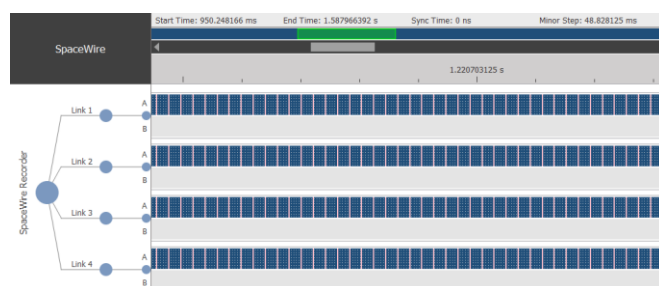 Start Time: 950.248166 ms End Time: 1.587966392 s Sync Time: 0 ns Minor Step: 48.828125 ms
SpaceWire
1.220703125 s
SpaceWire Recorder
Link 1
A
B
Link 2
A
B
Link 3
A
B
Link 4
A
B